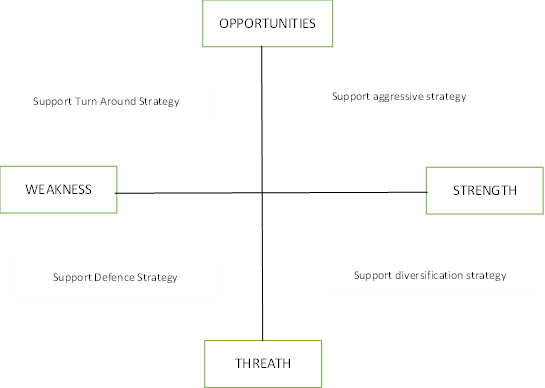 OPPORTUNITIES
Support Turn Around Strategy
Support aggressive strategy
WEAKNESS
STRENGTH
Support Defence Strategy
Support diversification strategy
THREATH